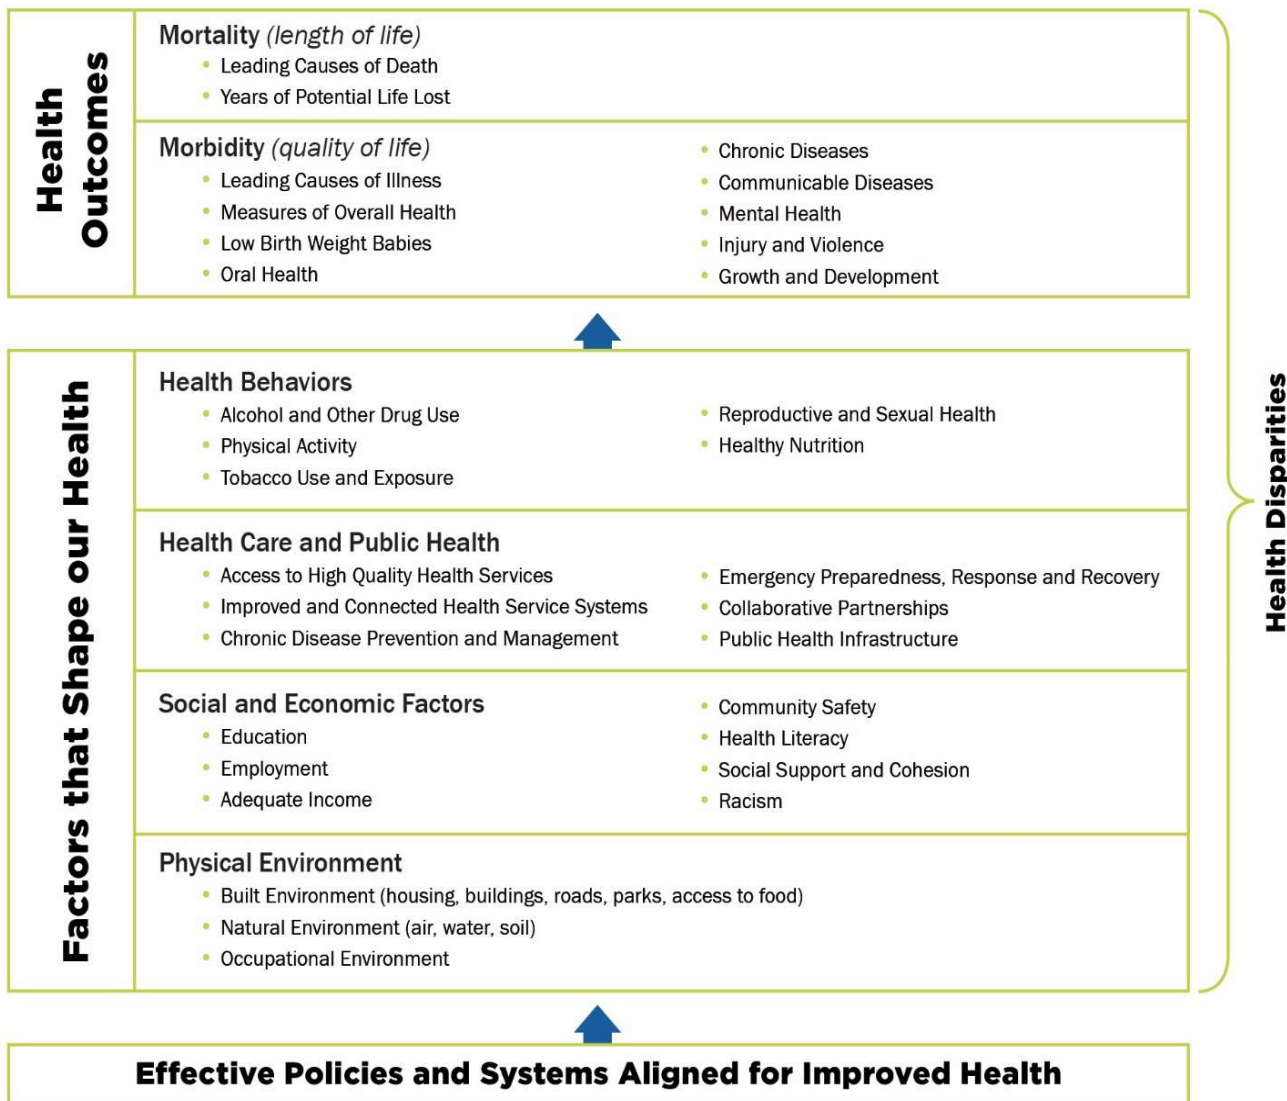 Health
Outcomes
Mortality (length of life)
• Leading Causes of Death
• Years of Potential Life Lost
Morbidity (quality of life)
• Leading Causes of Illness
• Measures of Overall Health
• Low Birth Weight Babies
• Oral Health
• Chronic Diseases
• Communicable Diseases
• Mental Health
• Injury and Violence
• Growth and Development
Factors that Shape our Health
Health Behaviors
• Alcohol and Other Drug Use
• Physical Activity
• Tobacco Use and Exposure
• Reproductive and Sexual Health
• Healthy Nutrition
Health Care and Public Health
• Access to High Quality Health Services
• Improved and Connected Health Service Systems
• Chronic Disease Prevention and Management
• Emergency Preparedness, Response and Recovery
• Collaborative Partnerships
• Public Health Infrastructure
Social and Economic Factors
• Education
• Employment
• Adequate Income
• Community Safety
• Health Literacy
• Social Support and Cohesion
• Racism
Physical Environment
• Built Environment (housing, buildings, roads, parks, access to food)
• Natural Environment (air, water, soil)
• Occupational Environment
Health Disparities
Effective Policies and Systems Aligned for Improved Health